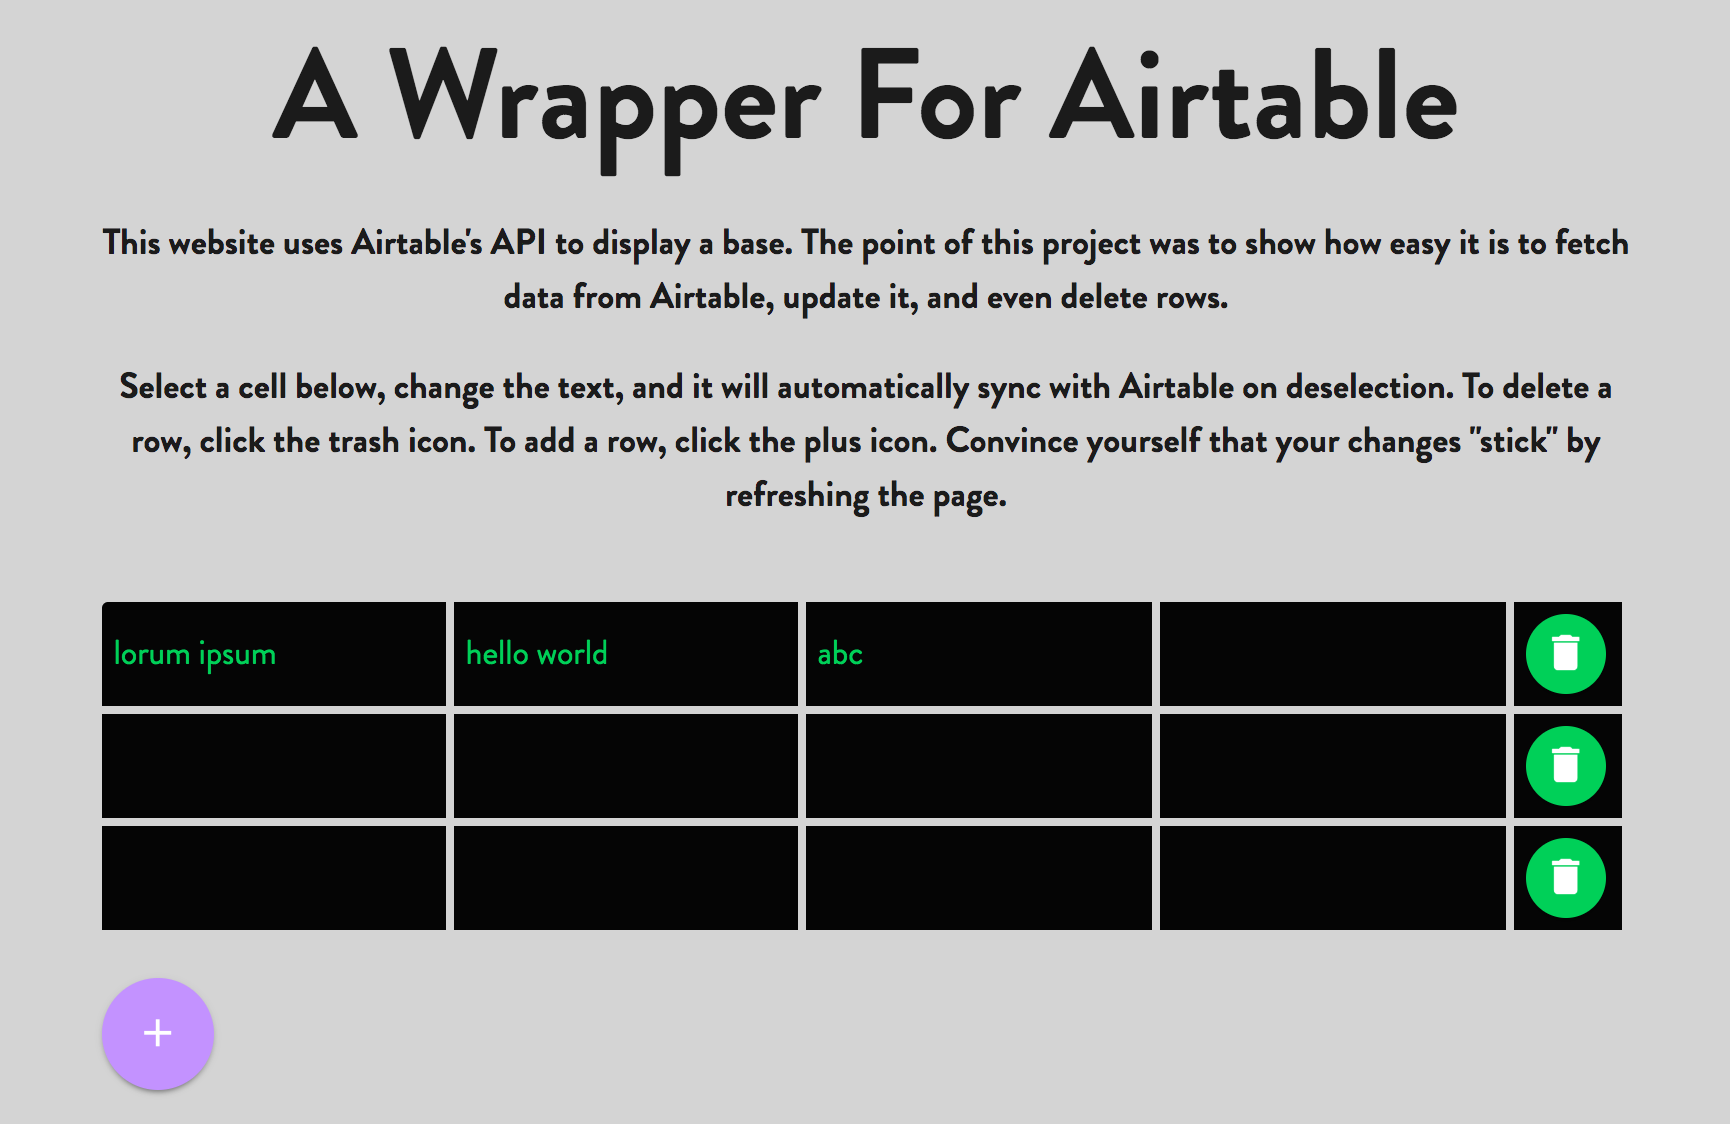 A Wrapper For Airtable
This website uses Airtable's API to display a base. The point of this project was to show how easy it is to fetch
data from Airtable, update it, and even delete rows.
Select a cell below, change the text, and it will automatically sync with Airtable on deselection. To delete a
row, click the trash icon. To add a row, click the plus icon. Convince yourself that your changes "stick" by
refreshing the page.
lorum ipsum hello world abc
+